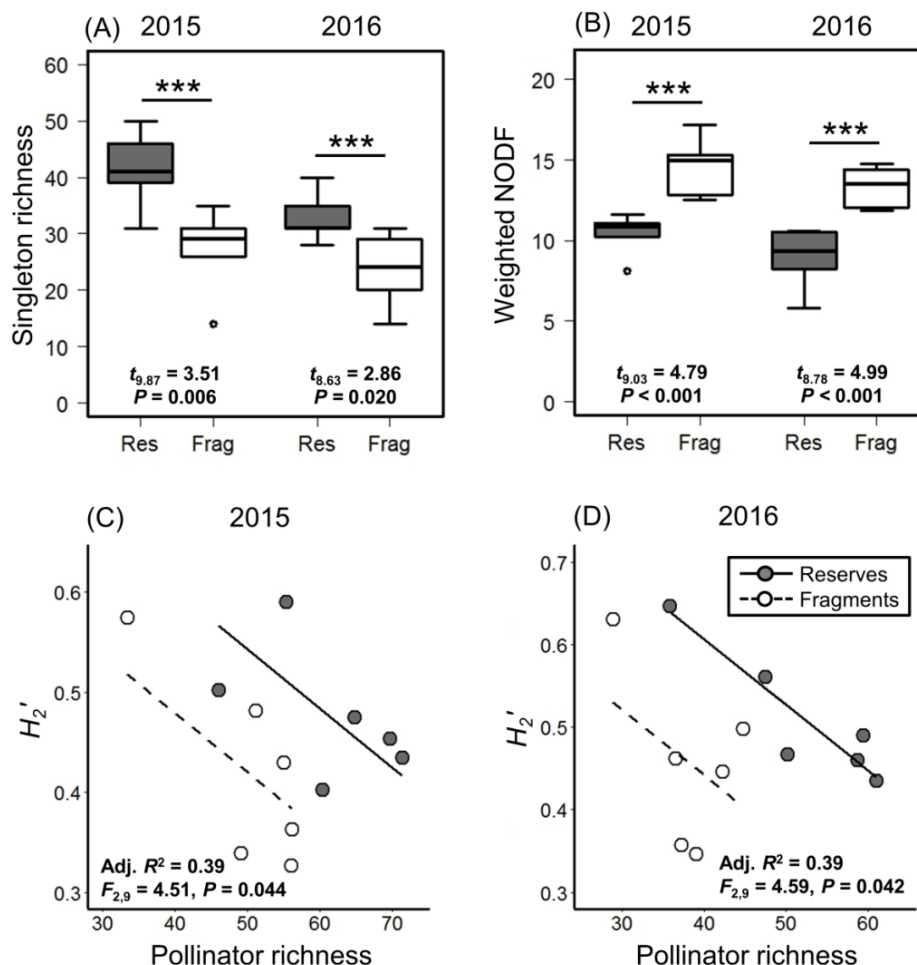 (A)
2015
2016
Singleton richness
60
50
40
30
20
10
0
***
***
t9.87 = 3.51
P = 0.006
t8.63 = 2.86
P = 0.020
Res
Frag
Res
Frag
(B)
2015
2016
Weighted NODF
20
15
10
5
0
***
***
t9.03 = 4.79
P < 0.001
t8.78 = 4.99
P < 0.001
Res
Frag
Res
Frag
(C)
2015
H2'
0.6
0.5
0.4
0.3
Adj. R² = 0.39
F2,9 = 4.51, P = 0.044
30
40
50
60
70
Pollinator richness
(D)
2016
H2'
0.7
0.6
0.5
0.4
0.3
Reserves
Fragments
Adj. R² = 0.39
F2,9 = 4.59, P = 0.042
30
40
50
60
Pollinator richness